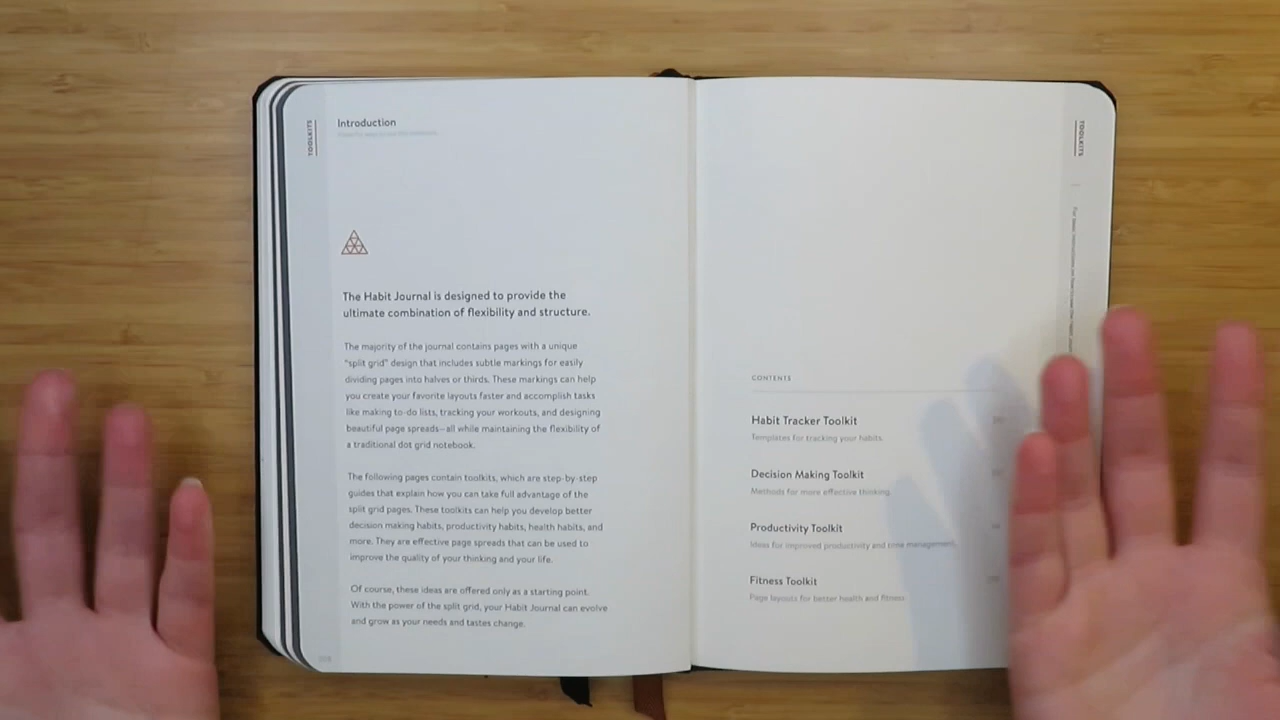 TOOLKITS
Introduction
The Habit Journal is designed to provide the
ultimate combination of flexibility and structure.
The majority of the journal contains pages with a unique
“split grid” design that includes subtle markings for easily
dividing pages into halves or thirds. These markings can help
you create your favorite layouts faster and accomplish tasks
like making to-do lists, tracking your workouts, and designing
beautiful page spreads—all while maintaining the flexibility of
a traditional dot grid notebook.
The following pages contain toolkits, which are step-by-step
guides that explain how you can take full advantage of the
split grid pages. These toolkits can help you develop better
decision making habits, productivity habits, health habits, and
more. They are effective page spreads that can be used to
improve the quality of your thinking and your life.
Of course, these ideas are offered only as a starting point.
With the power of the split grid, your Habit Journal can evolve
and grow as your needs and tastes change.
TOOLKITS
CONTENTS
Habit Tracker Toolkit
Templates for tracking your habits
Decision Making Toolkit
Methods for more effective thinking
Productivity Toolkit
Ideas for improved productivity and time management
Fitness Toolkit
Page layouts for better health and fitness